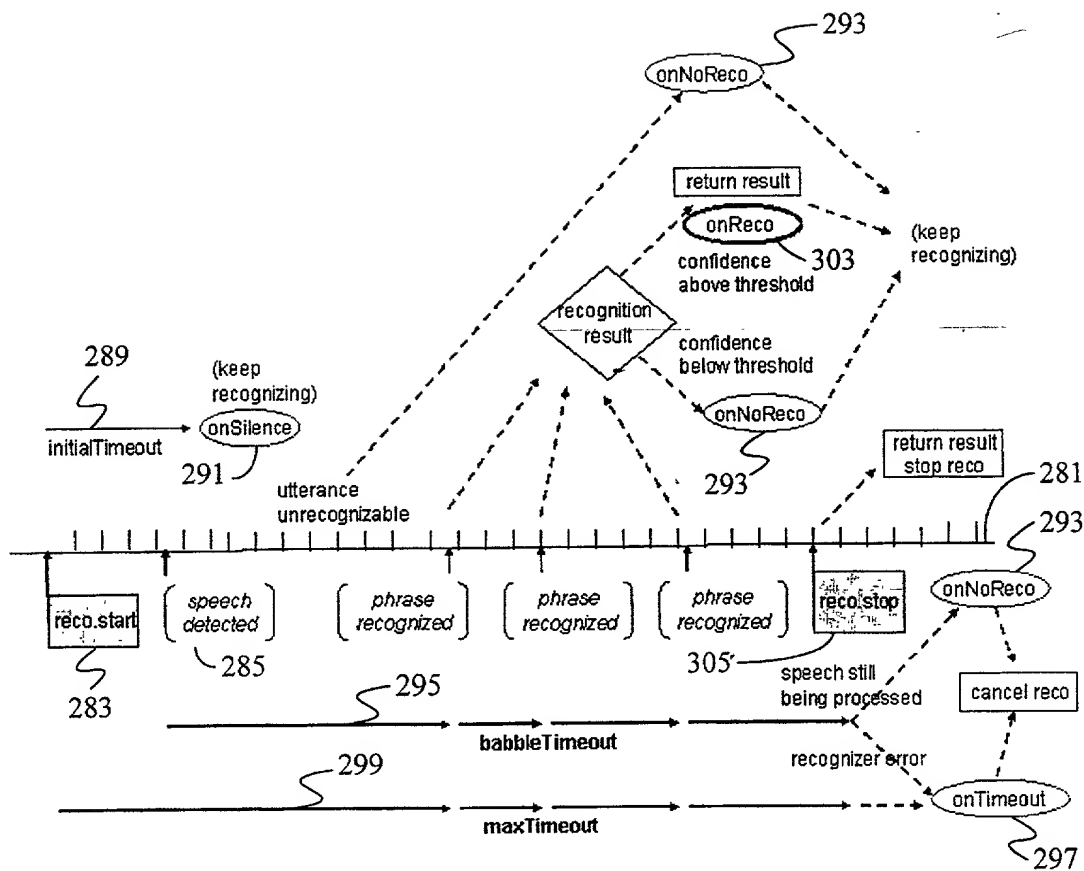 293
onNoReco
return result
onReco
303
confidence
above threshold
(keep
recognizing)
recognition
result
confidence
below threshold
onNoReco
293
289
initialTimeout
(keep
recognizing)
onSilence
291
utterance
unrecognizable
return result
stop reco
281
293
onNoReco
reco.start
283
speech
detected
285
phrase
recognized
phrase
recognized
phrase
recognized
reco.stop
305
speech still
being processed
cancel reco
295
babbleTimeout
recognizer error
299
maxTimeout
onTimeout
297